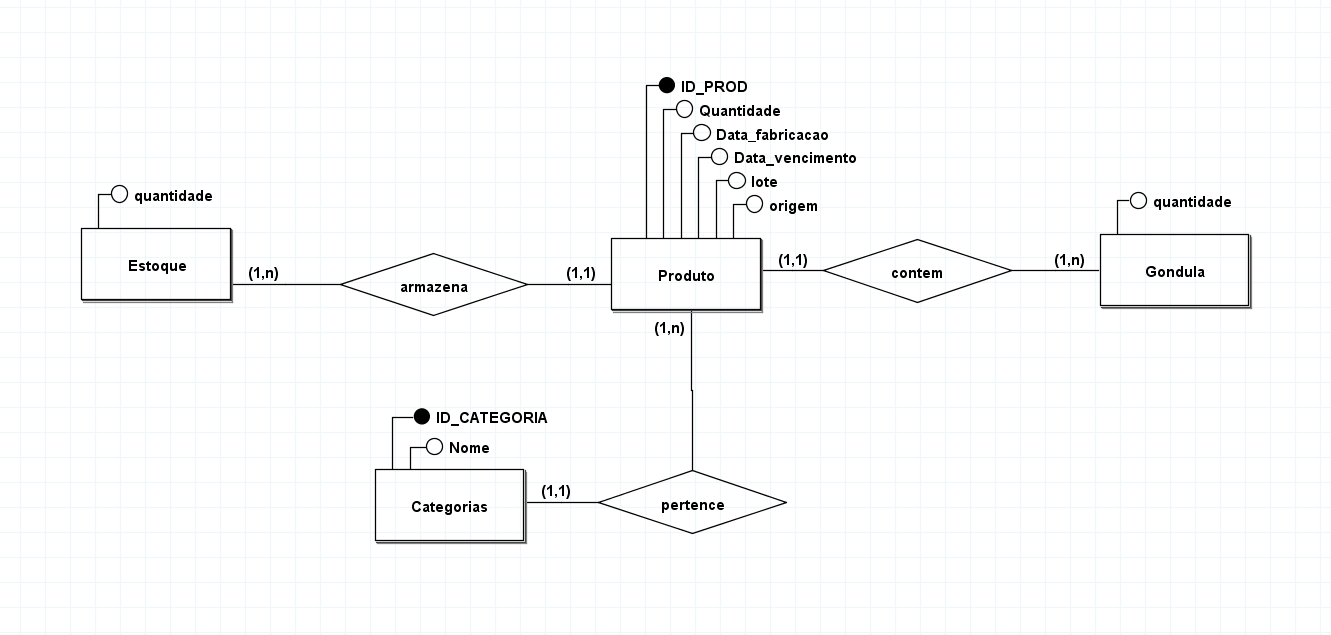 ID_PROD
Quantidade
Data_fabricacao
Data_vencimento
lote
origem
quantidade
quantidade
Estoque
(1,n)
armazena
(1,1)
Produto
(1,1)
contem
(1,n)
Gondula
(1,n)
ID_CATEGORIA
Nome
Categorias
(1,1)
pertence